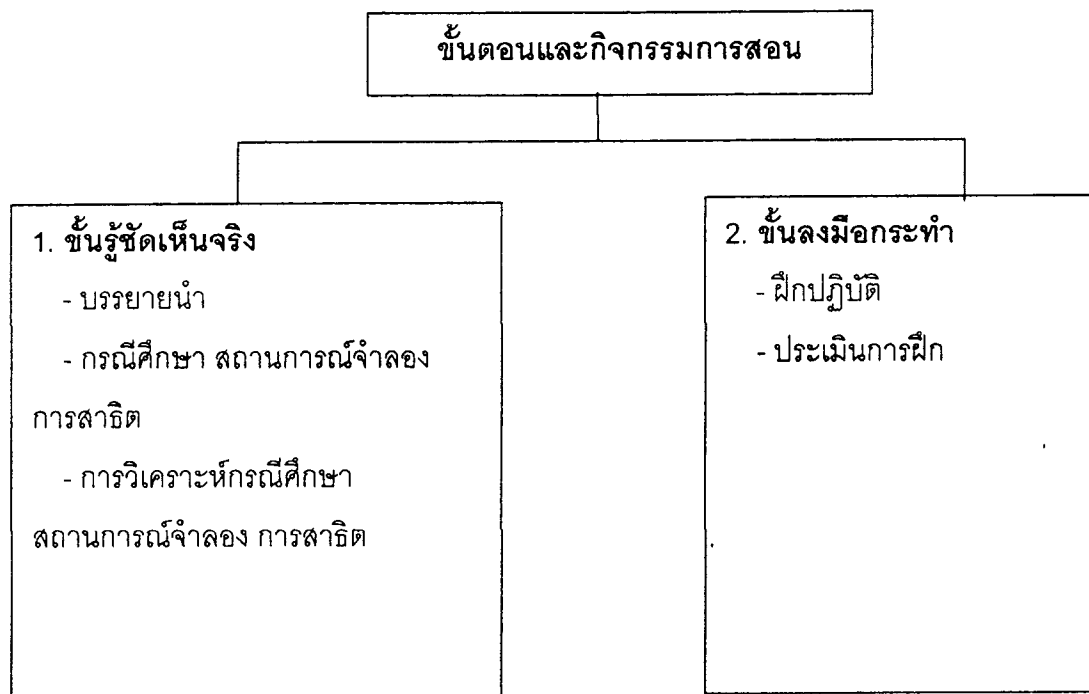 ขั้นตอนและกิจกรรมการสอน
1. ขั้นรู้ชัดเห็นจริง
- บรรยายนำ
- กรณีศึกษา สถานการณ์จำลอง
การสาธิต
- การวิเคราะห์กรณีศึกษา
สถานการณ์จำลอง การสาธิต
2. ขั้นลงมือกระทำ
- ฝึกปฏิบัติ
- ประเมินการฝึก